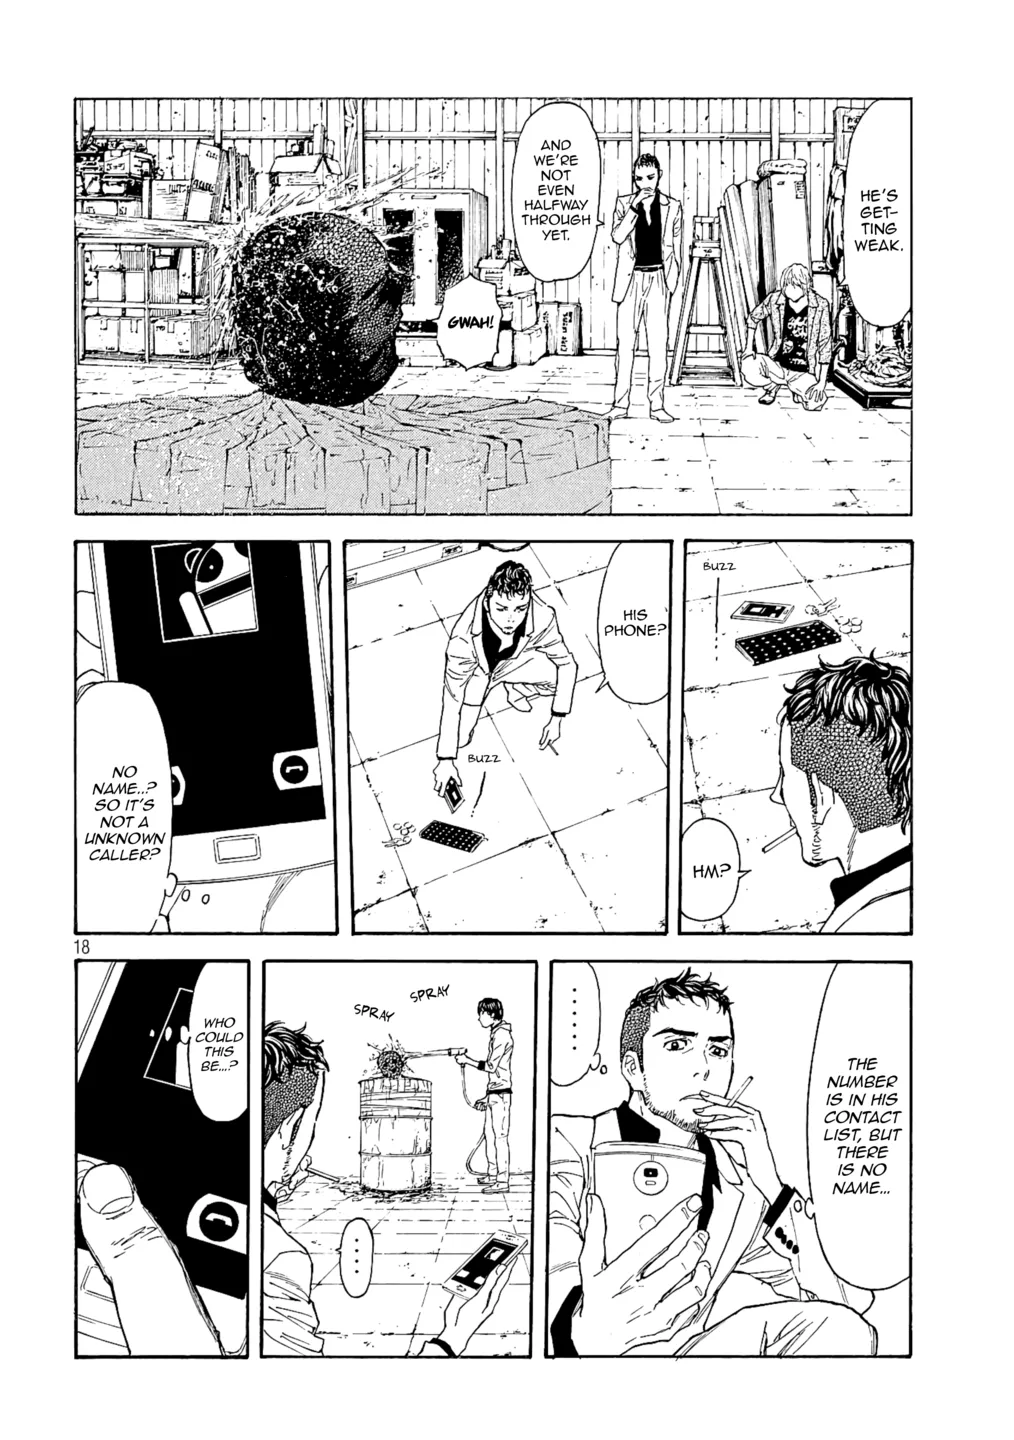 HE'S
GET-
TING
WEAK.
AND
WE'RE
NOT
EVEN
HALFWAY
THROUGH
YET.
GWAH!
BUZZ
HM?
HIS
PHONE?
BUZZ
NO
NAME..?
SO IT'S
NOT A
UNKNOWN
CALLER?
18
THE
NUMBER
IS IN HIS
CONTACT
LIST, BUT
THERE
IS NO
NAME...
.......
SPRAY
SPRAY
....
WHO
COULD
THIS
BE...?